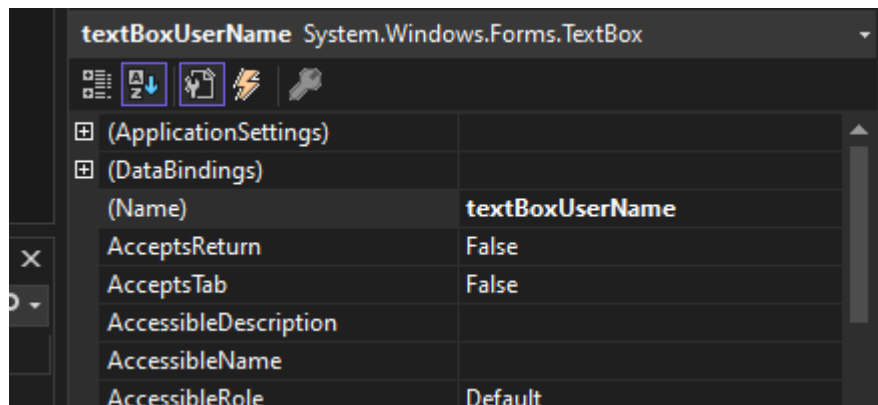 textBoxUserName System.Windows.Forms.TextBox
(ApplicationSettings)
(DataBindings)
(Name) textBoxUserName
AcceptsReturn False
AcceptsTab False
AccessibleDescription
AccessibleName
AccessibleRole Default